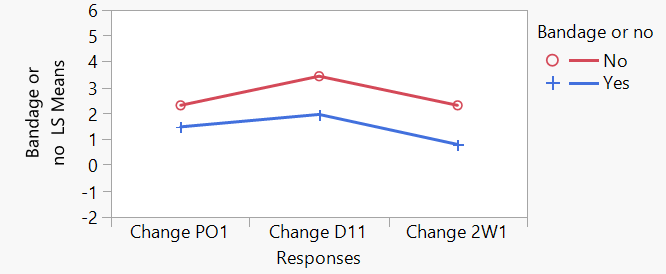 6
5
4
3
2
1
0
-1
-2
Bandage or
no LS Means
Change PO1
Change D11
Change 2W1
Responses
Bandage or no
No
Yes